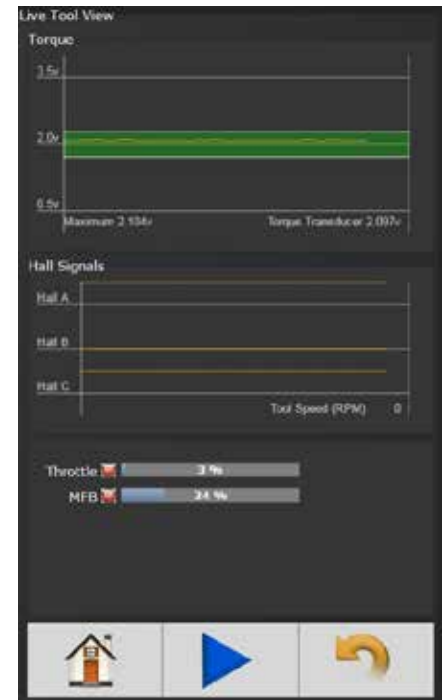 Live Tool View
Torque
3.5v
2.0v
0.5v
Maximum 2.104v Torque Transducer 2.097v
Hall Signals
Hall A
Hall B
Hall C
Tool Speed (RPM) 0
Throttle 3 %
MFB 24 %